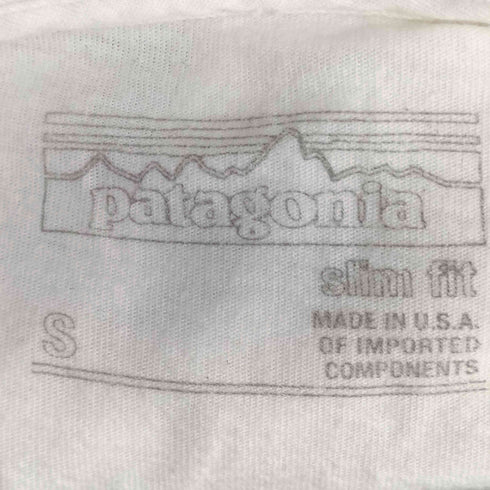 patagonia
slim fit
S
MADE IN U.S.A.
OF IMPORTED
COMPONENTS